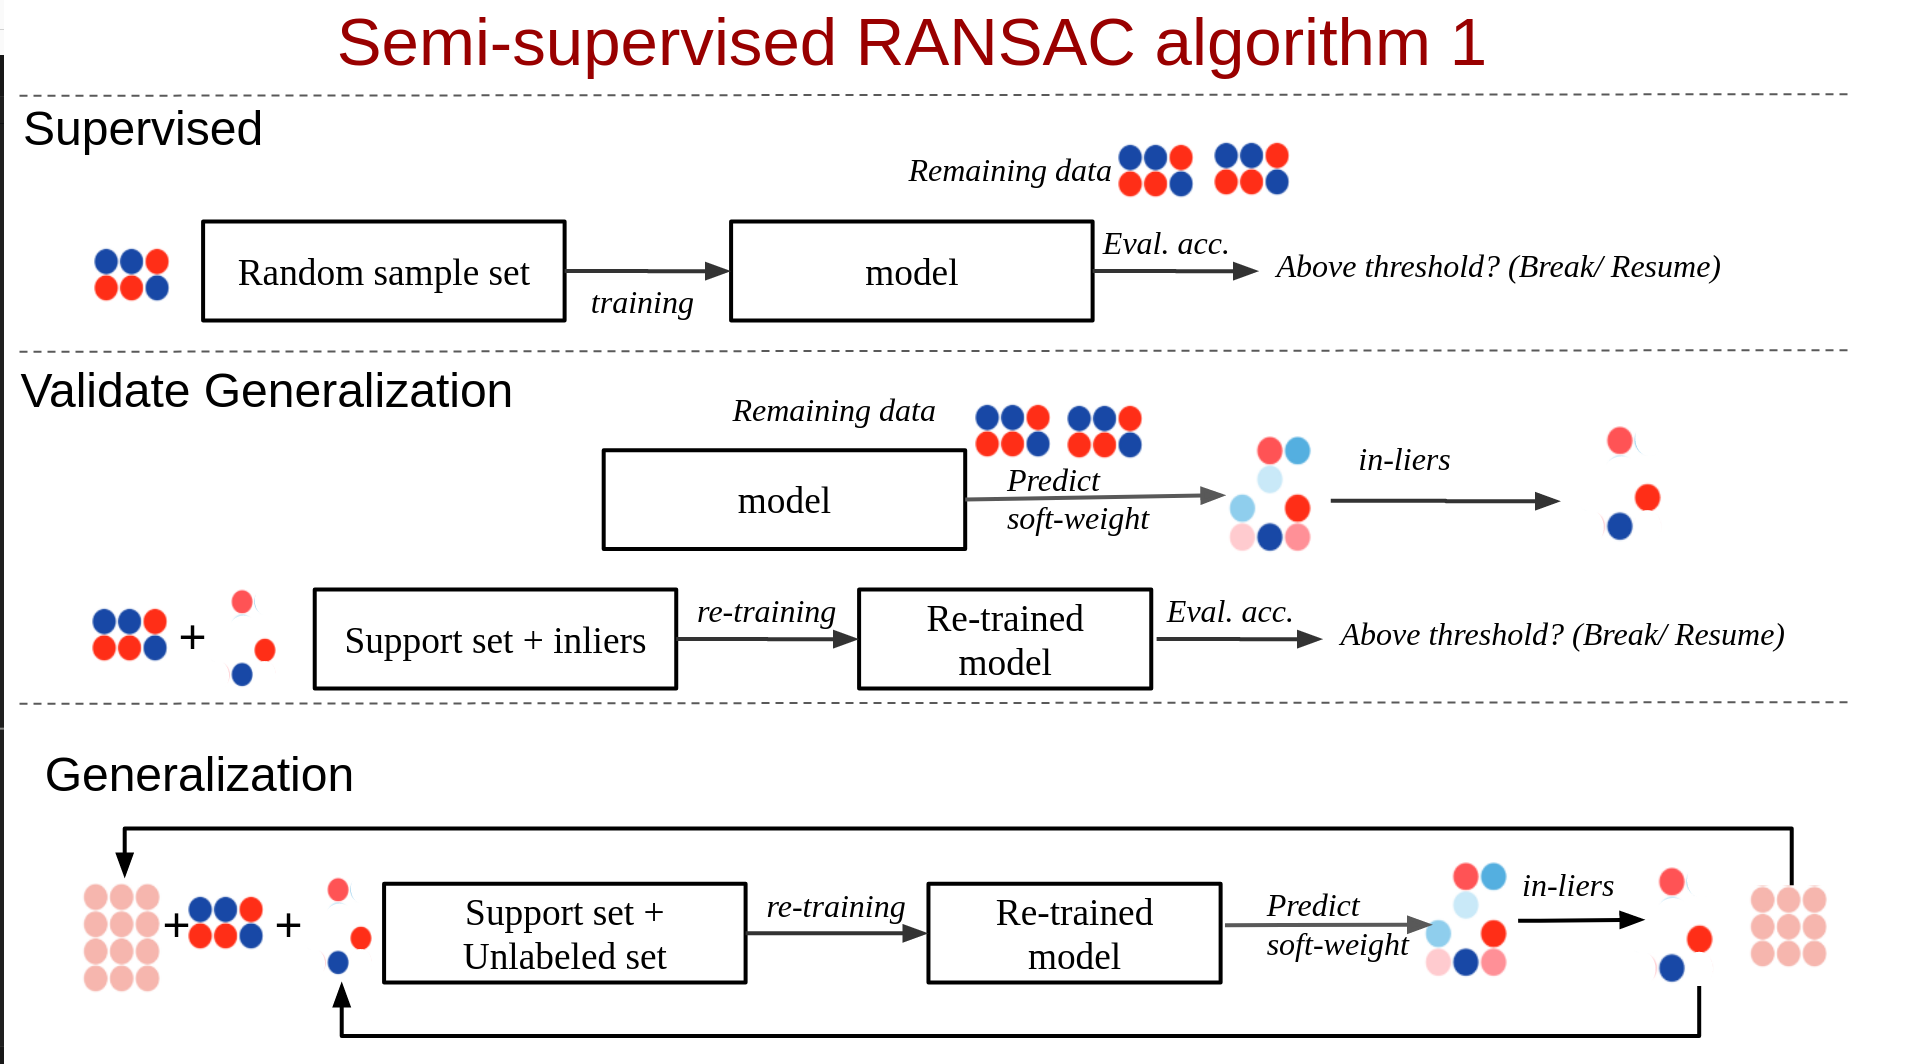 Semi-supervised RANSAC algorithm 1
Supervised
Remaining data
Random sample set
training
model
Eval. acc.
Above threshold? (Break/ Resume)
Validate Generalization
Remaining data
model
Predict
soft-weight
in-liers
+
Support set + inliers
re-training
Re-trained
model
Eval. acc.
Above threshold? (Break/ Resume)
Generalization
+
+
Support set +
Unlabeled set
re-training
Re-trained
model
Predict
soft-weight
in-liers